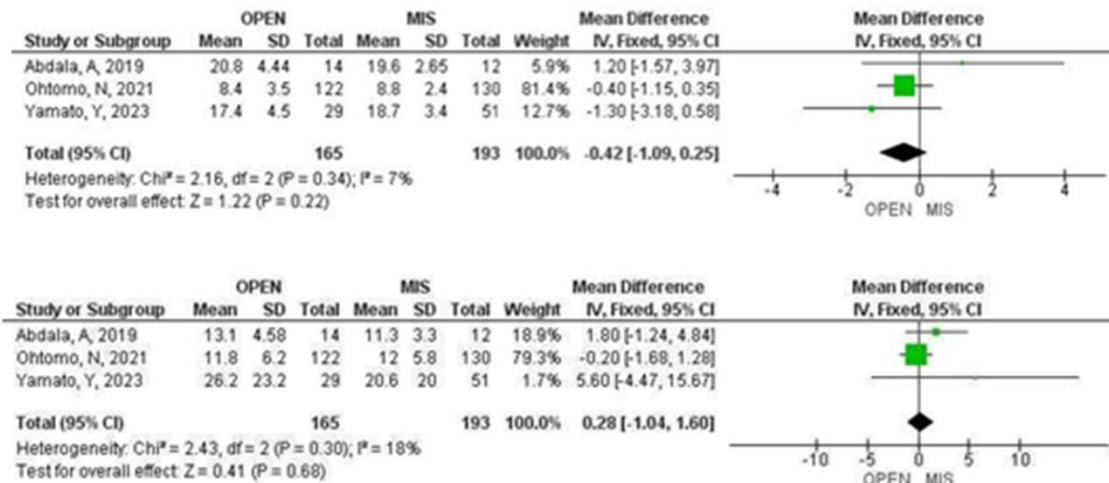 OPEN MIS Mean Difference Mean Difference
Study or Subgroup Mean SD Total Mean SD Total Weight IV, Fixed, 95% CI IV, Fixed, 95% CI
Abdala, A, 2019 20.8 4.44 14 19.6 2.65 12 5.9% 1.20 [-1.57, 3.97]
Ohtomo, N, 2021 8.4 3.5 122 8.8 2.4 130 81.4% -0.40 [-1.15, 0.35]
Yamato, Y, 2023 17.4 4.5 29 18.7 3.4 51 12.7% -1.30 [-3.18, 0.58]
Total (95% CI) 165 193 100.0% -0.42 [-1.09, 0.25]
Heterogeneity: Chi² = 2.16, df = 2 (P = 0.34); I² = 7%
Test for overall effect: Z = 1.22 (P = 0.22)
-4 -2 0 2 4
OPEN MIS
OPEN MIS Mean Difference Mean Difference
Study or Subgroup Mean SD Total Mean SD Total Weight IV, Fixed, 95% CI IV, Fixed, 95% CI
Abdala, A, 2019 13.1 4.58 14 11.3 3.3 12 18.9% 1.80 [-1.24, 4.84]
Ohtomo, N, 2021 11.8 6.2 122 12 5.8 130 79.3% -0.20 [-1.68, 1.28]
Yamato, Y, 2023 26.2 23.2 29 20.6 20 51 1.7% 5.60 [-4.47, 15.67]
Total (95% CI) 165 193 100.0% 0.28 [-1.04, 1.60]
Heterogeneity: Chi² = 2.43, df = 2 (P = 0.30); I² = 18%
Test for overall effect: Z = 0.41 (P = 0.68)
-10 -5 0 5 10
OPEN MIS